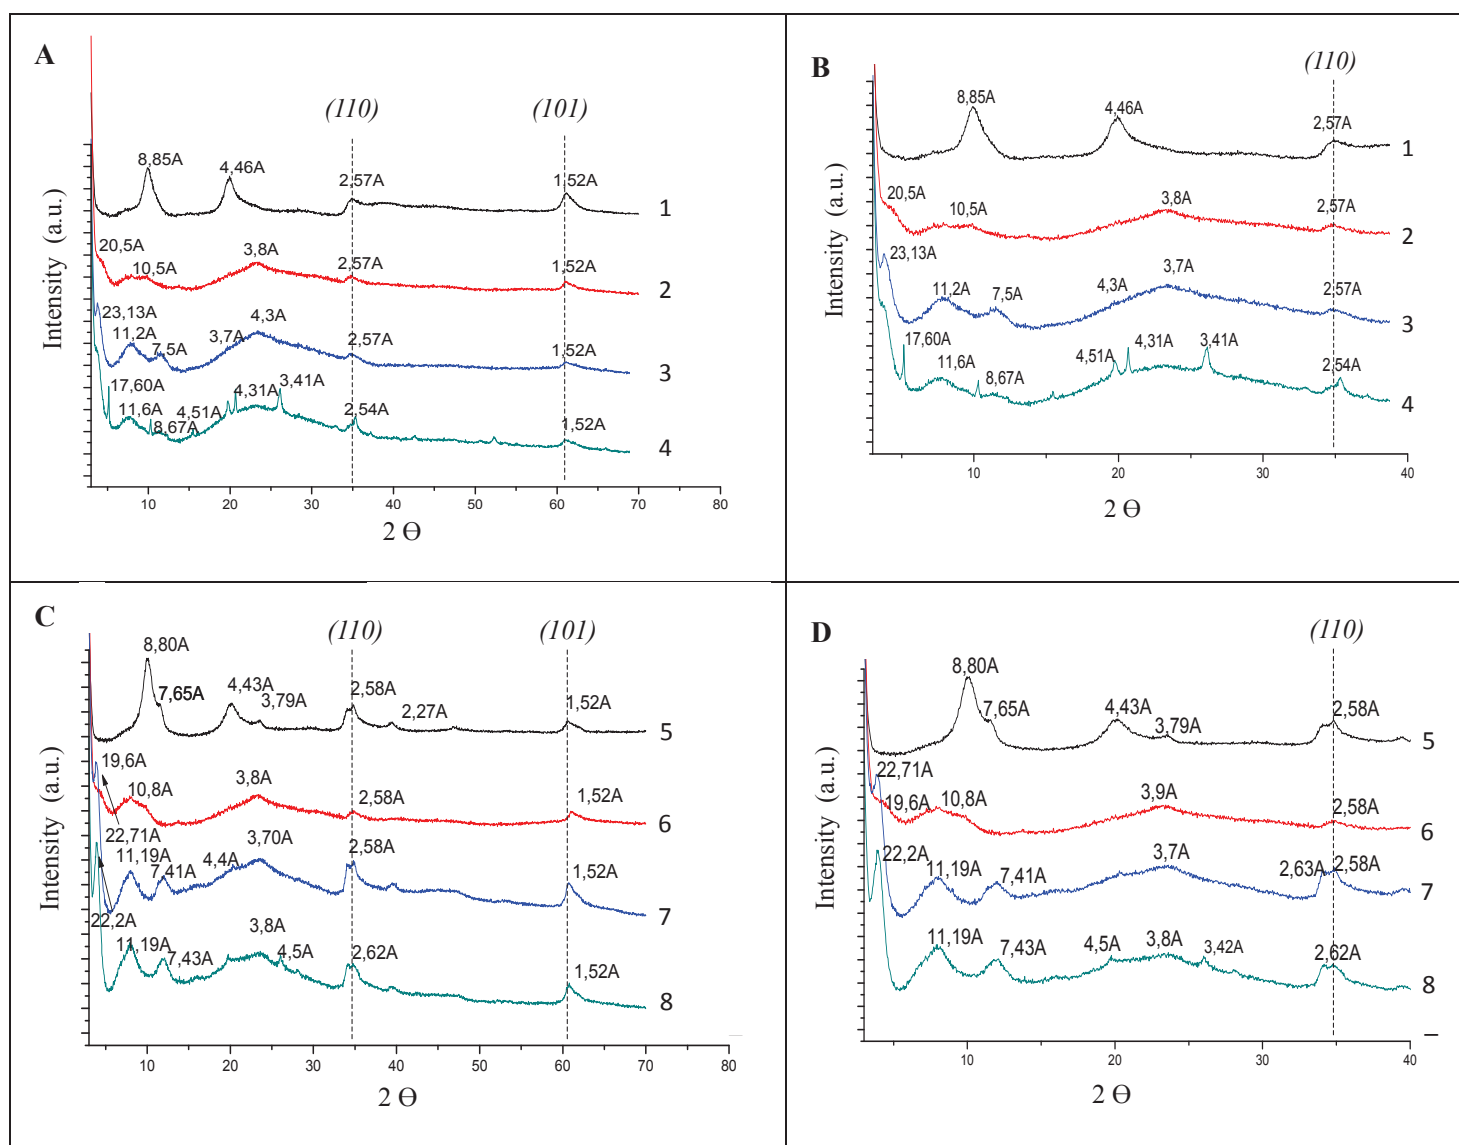 A
(110)
(101)
8,85A
4,46A
2,57A
1,52A
1
20,5A
10,5A
3,8A
2,57A
1,52A
2
23,13A
11,2A
7,5A
3,7A
4,3A
2,57A
1,52A
3
17,60A
11,6A
8,67A
4,51A
4,31A
3,41A
2,54A
1,52A
4
Intensity (a.u.)
10
20
30
40
50
60
70
80
2 Θ
B
(110)
8,85A
4,46A
2,57A
1
20,5A
10,5A
3,8A
2,57A
2
23,13A
11,2A
7,5A
4,3A
3,7A
2,57A
3
17,60A
11,6A
8,67A
4,51A
4,31A
3,41A
2,54A
4
Intensity (a.u.)
10
20
30
40
2 Θ
C
(110)
(101)
8,80A
7,65A
4,43A
3,79A
2,58A
2,27A
1,52A
5
19,6A
10,8A
3,8A
2,58A
1,52A
6
22,71A
11,19A
7,41A
4,4A
3,70A
2,58A
1,52A
7
22,2A
11,19A
7,43A
3,8A
4,5A
2,62A
1,52A
8
Intensity (a.u.)
10
20
30
40
50
60
70
80
2 Θ
D
(110)
8,80A
7,65A
4,43A
3,79A
2,58A
5
22,71A
19,6A
10,8A
3,9A
2,58A
6
22,2A
11,19A
7,41A
3,7A
2,63A
2,58A
7
11,19A
7,43A
4,5A
3,8A
3,42A
2,62A
8
Intensity (a.u.)
10
20
30
40
2 Θ